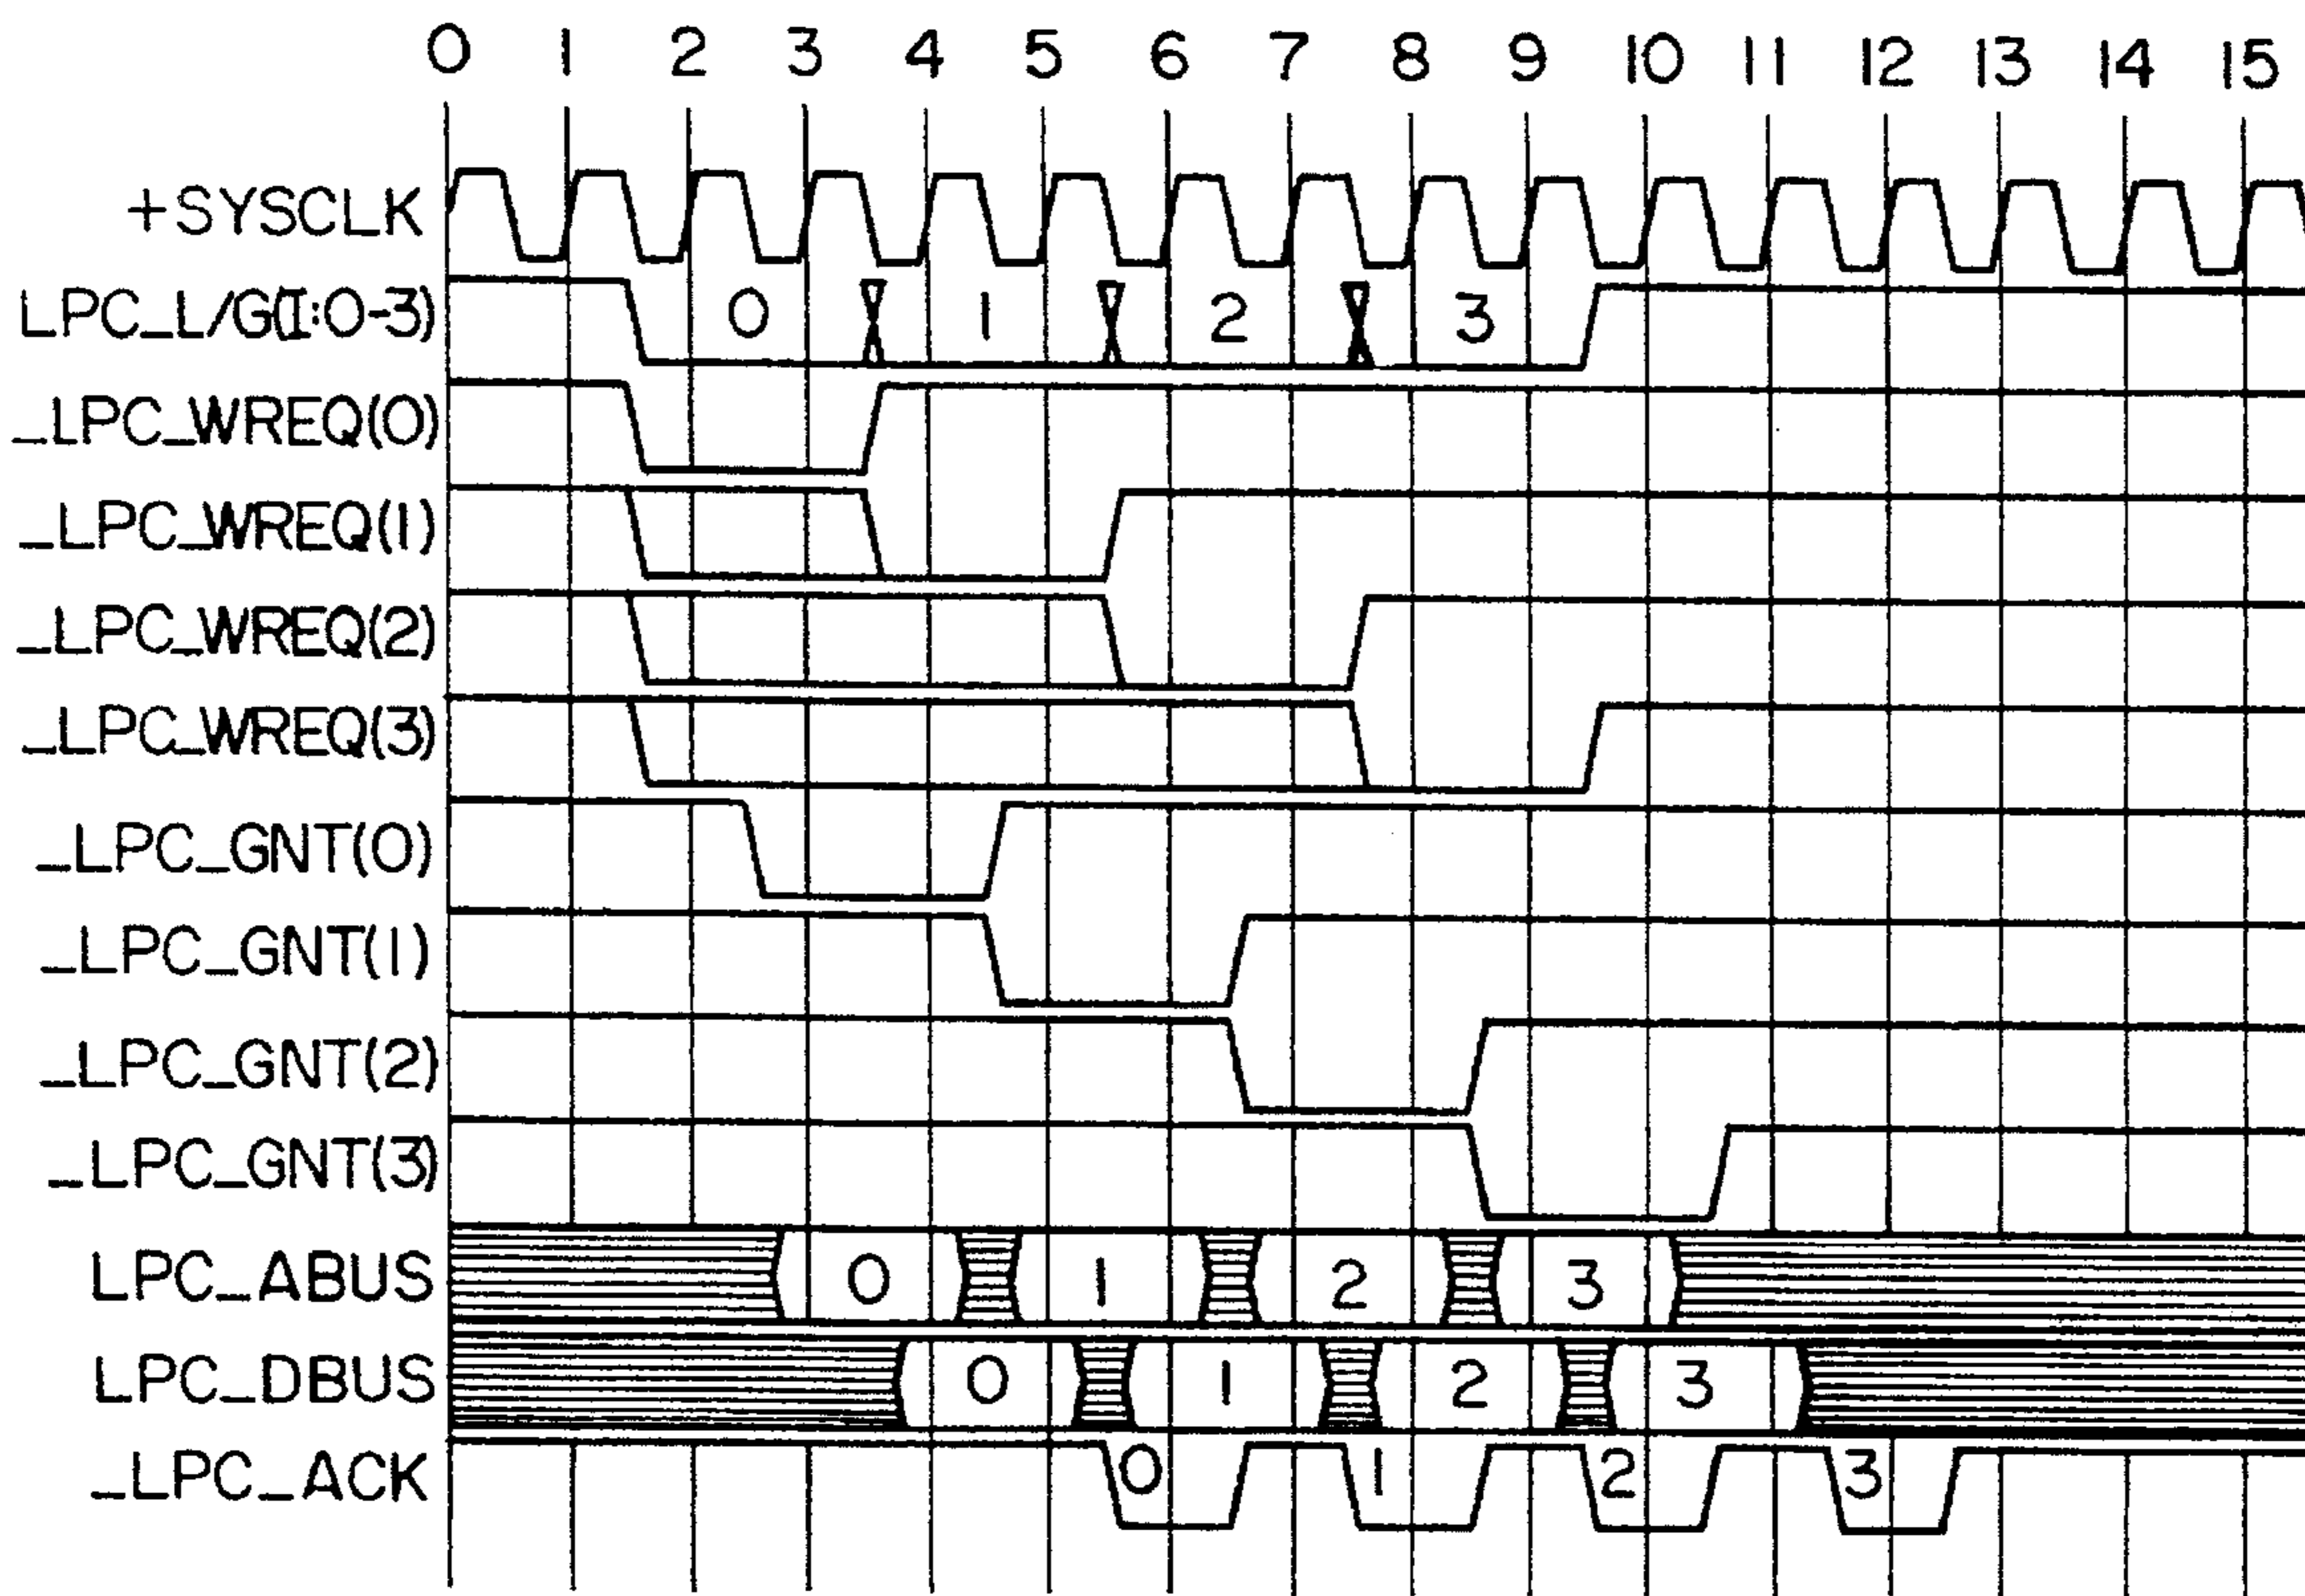 0 1 2 3 4 5 6 7 8 9 10 11 12 13 14 15
+SYSCLK
LPC_L/G(I:0-3) 0 1 2 3
_LPC_WREQ(0)
_LPC_WREQ(1)
_LPC_WREQ(2)
_LPC_WREQ(3)
_LPC_GNT(0)
_LPC_GNT(1)
_LPC_GNT(2)
_LPC_GNT(3)
LPC_ABUS 0 1 2 3
LPC_DBUS 0 1 2 3
_LPC_ACK 0 1 2 3